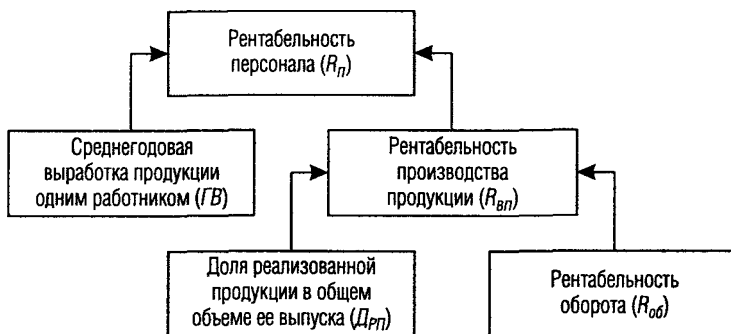 Рентабельность
персонала (Rп)
Среднегодовая
выработка продукции
одним работником (ГВ)
Рентабельность
производства
продукции (Rвп)
Доля реализованной
продукции в общем
объеме ее выпуска (ДРП)
Рентабельность
оборота (Rоб)